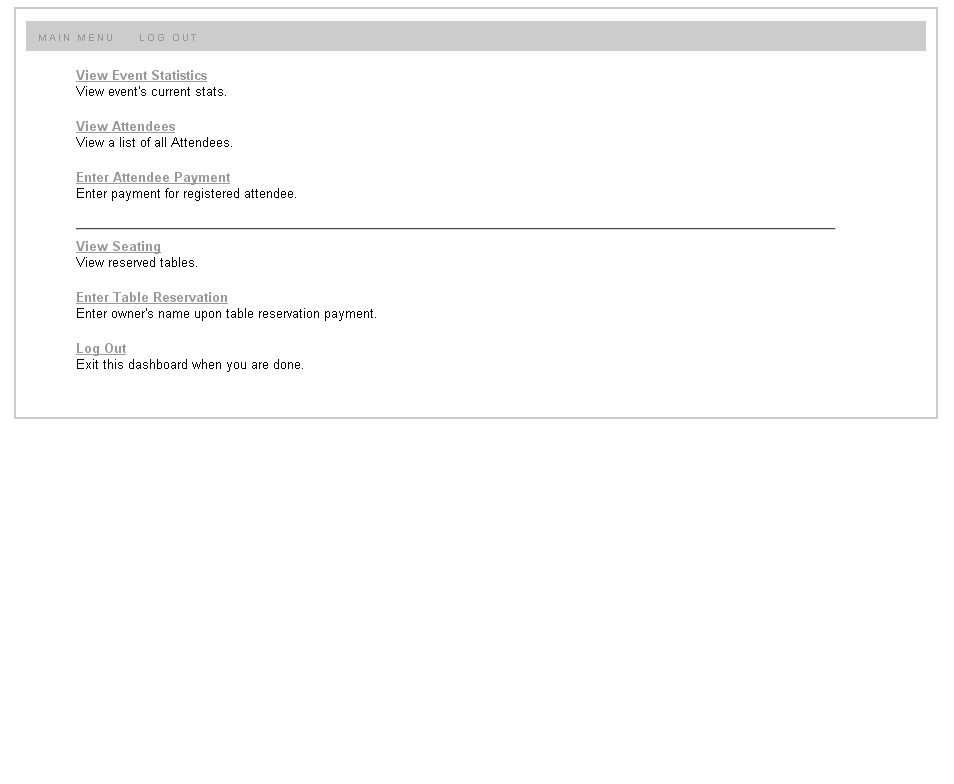 MAIN MENU LOG OUT
View Event Statistics
View event's current stats.
View Attendees
View a list of all Attendees.
Enter Attendee Payment
Enter payment for registered attendee.
View Seating
View reserved tables.
Enter Table Reservation
Enter owner's name upon table reservation payment.
Log Out
Exit this dashboard when you are done.